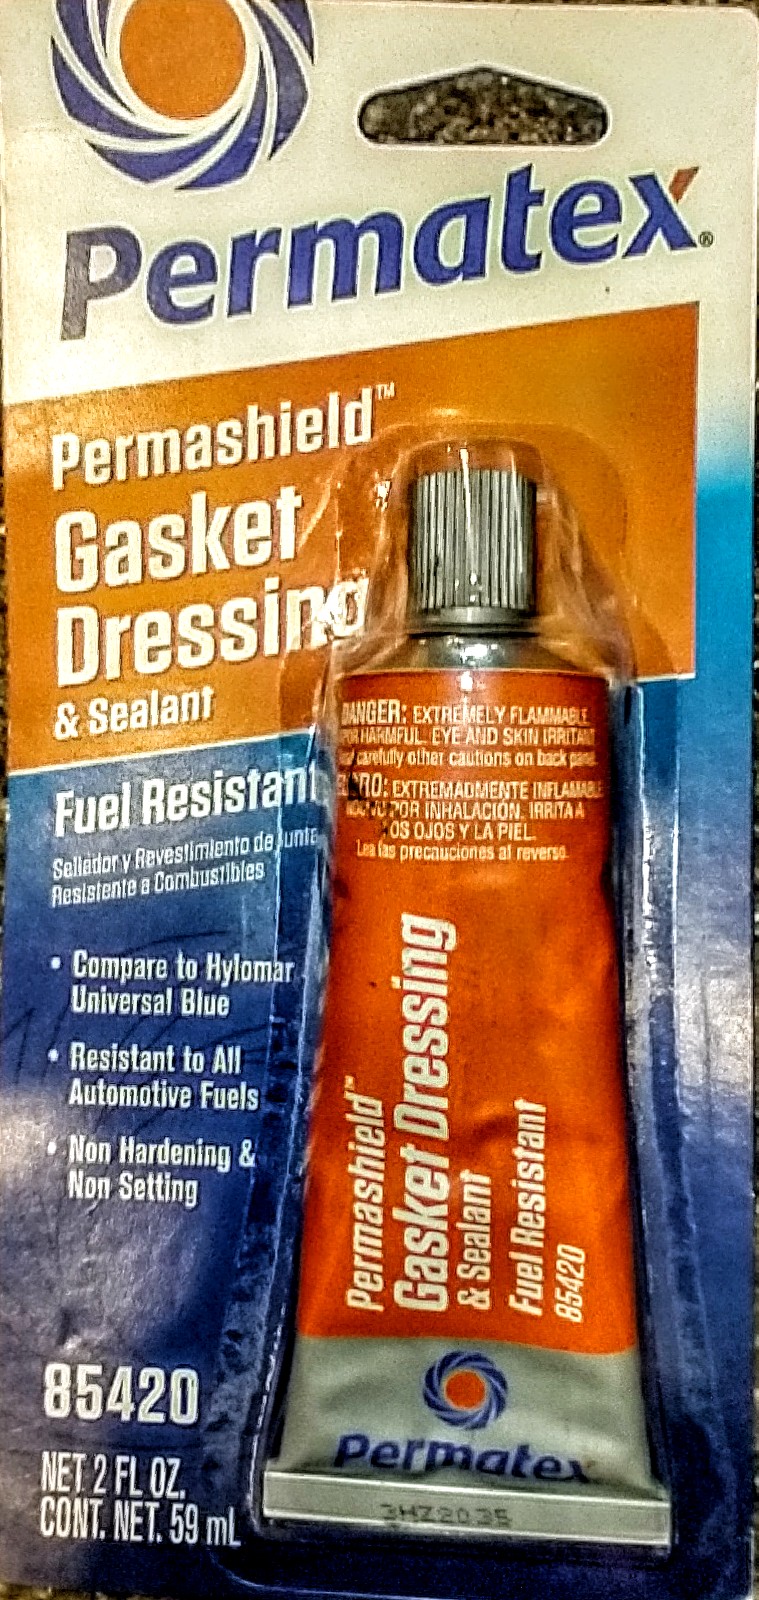 Permatex®
Permashield™
Gasket
Dressing
& Sealant
Fuel Resistant
Sellador y Revestimiento de Junta
Resistente a Combustibles
• Compare to Hylomar
Universal Blue
• Resistant to All
Automotive Fuels
• Non Hardening &
Non Setting
85420
NET 2 FL OZ.
CONT. NET. 59 mL
DANGER: EXTREMELY FLAMMABLE.
HARMFUL. EYE AND SKIN IRRITANT
carefully other cautions on back panel.
EXTREMADMENTE INFLAMABLE
POR INHALACIÓN. IRRITA A
OS OJOS Y LA PIEL.
Lea las precauciones al reverso.
Permashield™
Gasket Dressing
& Sealant
Fuel Resistant
85420
Permatex